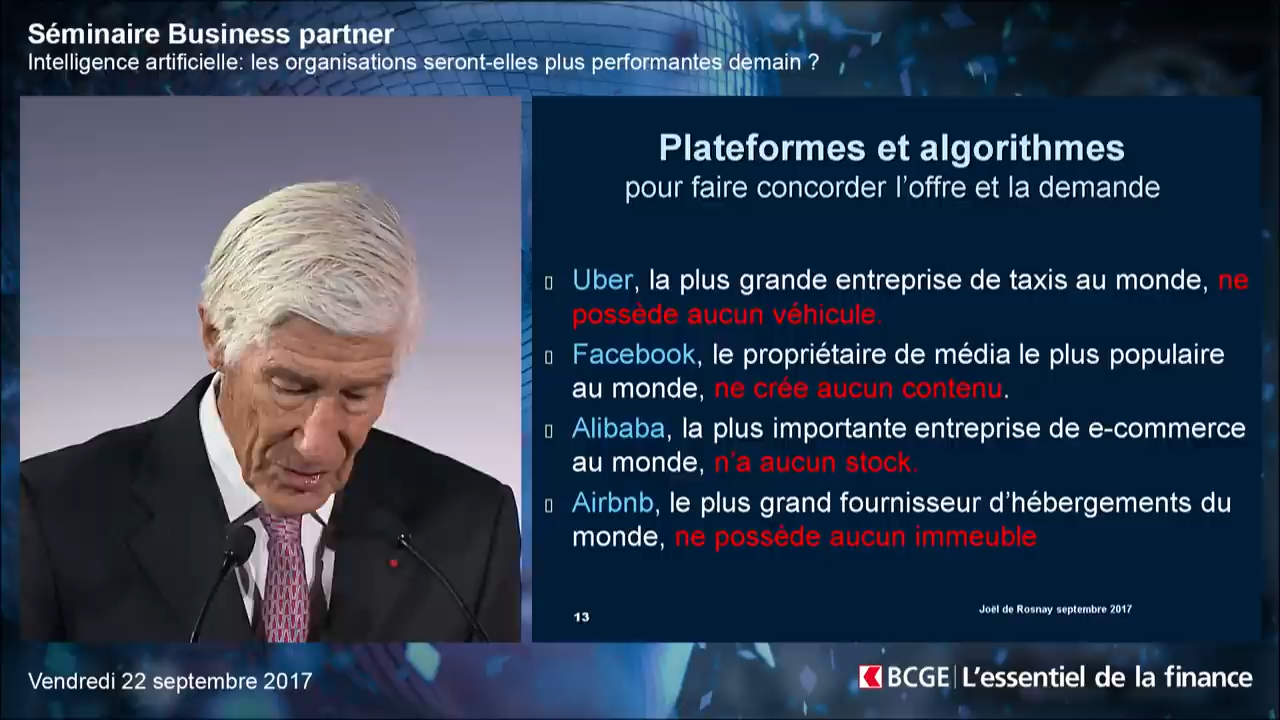 Séminaire Business partner
Intelligence artificielle: les organisations seront-elles plus performantes demain ?
Plateformes et algorithmes
pour faire concorder l’offre et la demande
Uber, la plus grande entreprise de taxis au monde, ne
possède aucun véhicule.
Facebook, le propriétaire de média le plus populaire
au monde, ne crée aucun contenu.
Alibaba, la plus importante entreprise de e-commerce
au monde, n’a aucun stock.
Airbnb, le plus grand fournisseur d’hébergements du
monde, ne possède aucun immeuble
13
Joël de Rosnay septembre 2017
Vendredi 22 septembre 2017
BCGE L’essentiel de la finance